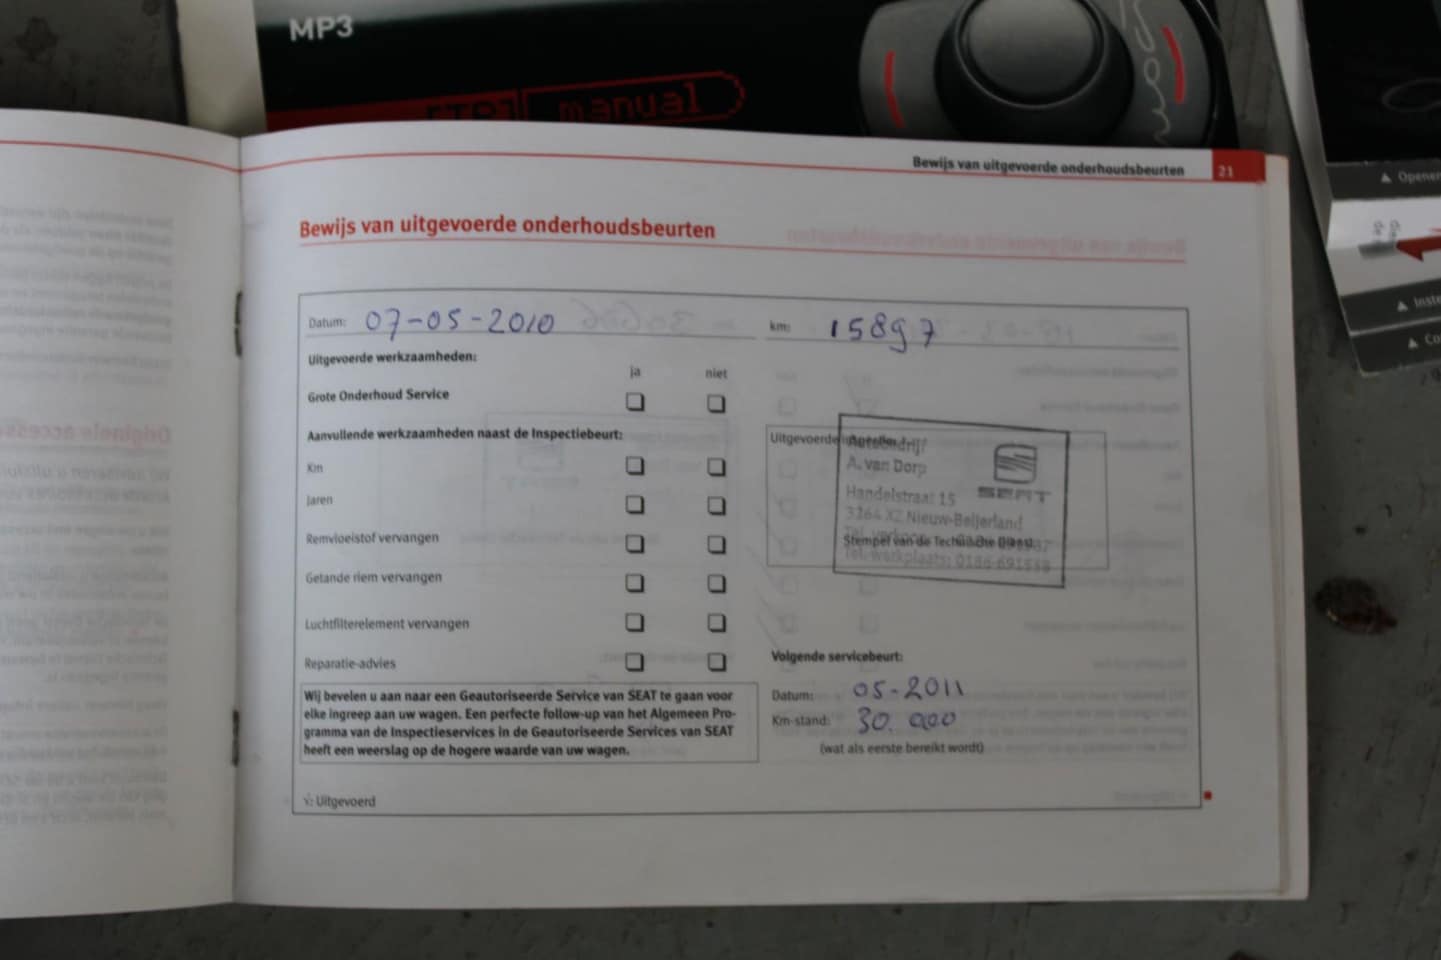 MP3
manual
Bewijs van uitgevoerde onderhoudsbeurten 21
Bewijs van uitgevoerde onderhoudsbeurten
Datum: 07-05-2010 km: 15897
Uitgevoerde werkzaamheden:
ja niet
Grote Onderhoud Service
Aanvullende werkzaamheden naast de Inspectiebeurt:
Km
Jaren
Remvloeistof vervangen
Getande riem vervangen
Luchtfilterelement vervangen
Reparatie-advies
Wij bevelen u aan naar een Geautoriseerde Service van SEAT te gaan voor
elke ingreep aan uw wagen. Een perfecte follow-up van het Algemeen Pro-
gramma van de Inspectieservices in de Geautoriseerde Services van SEAT
heeft een weerslag op de hogere waarde van uw wagen.
√: Uitgevoerd
Uitgevoerde
A. van Dorp
SEAT
Handelstraat 15
3264 XZ Nieuw-Beijerland
Stempel van de Technische Dienst
Tel. werkplaats:
Volgende servicebeurt:
Datum: 05-2011
Km-stand: 30.000
(wat als eerste bereikt wordt)
▲ Openen
▲ Inste
▲ Co